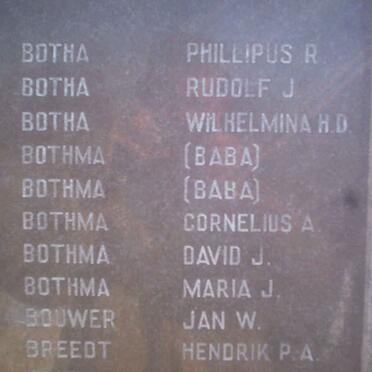 BOTHA PHILLIPUS R.
BOTHA RUDOLF J.
BOTHA WILHELMINA H.D.
BOTHMA (BABA)
BOTHMA (BABA)
BOTHMA CORNELIUS A.
BOTHMA DAVID J.
BOTHMA MARIA J.
BOUWER JAN W.
BREEDT HENDRIK P.A.